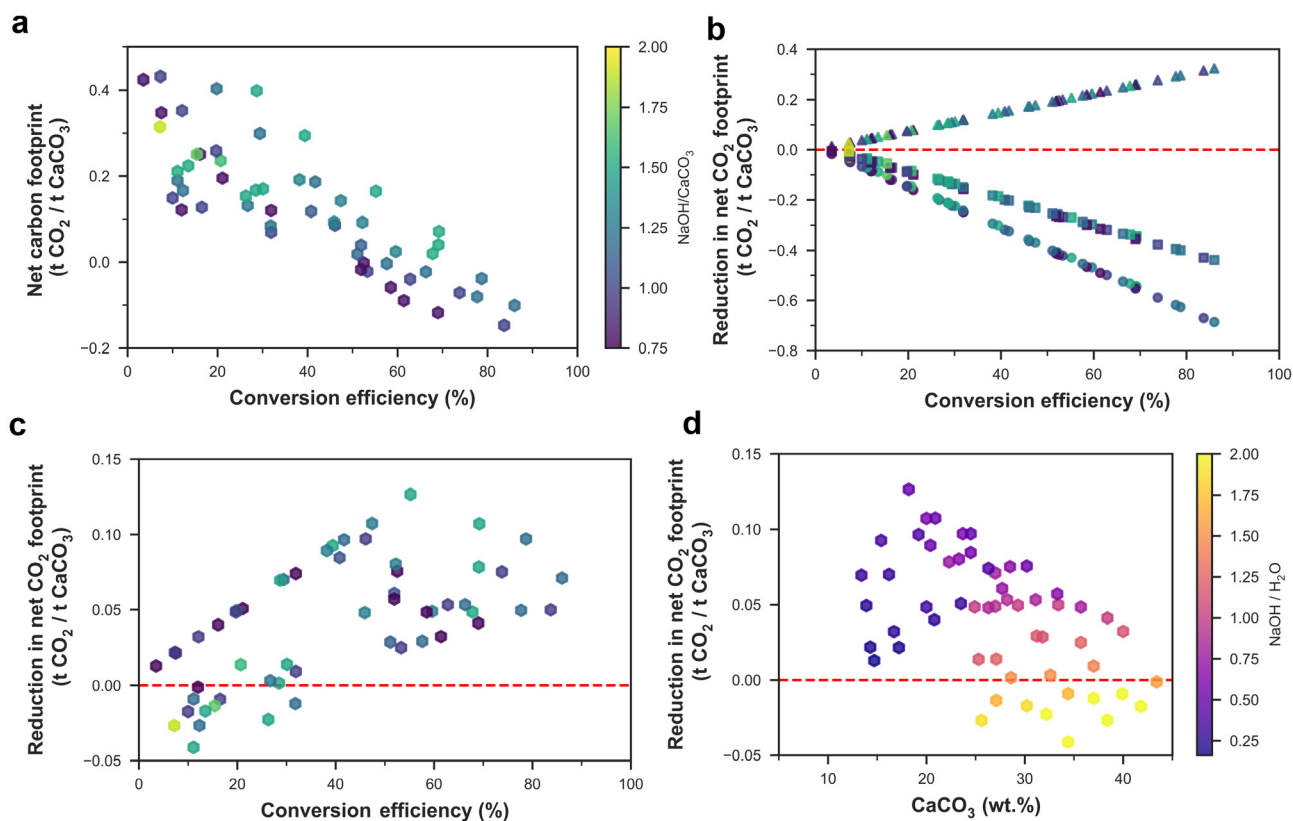 a
Net carbon footprint
(t CO₂ / t CaCO₃)
0.4
0.2
0.0
−0.2
0 20 40 60 80 100
Conversion efficiency (%)
2.00
1.75
1.50
1.25
1.00
0.75
NaOH/CaCO₃
b
Reduction in net CO₂ footprint
(t CO₂ / t CaCO₃)
0.4
0.2
0.0
−0.2
−0.4
−0.6
−0.8
0 20 40 60 80 100
Conversion efficiency (%)
c
Reduction in net CO₂ footprint
(t CO₂ / t CaCO₃)
0.15
0.10
0.05
0.00
−0.05
0 20 40 60 80 100
Conversion efficiency (%)
d
Reduction in net CO₂ footprint
(t CO₂ / t CaCO₃)
0.15
0.10
0.05
0.00
−0.05
10 20 30 40
CaCO₃ (wt.%)
2.00
1.75
1.50
1.25
1.00
0.75
0.50
0.25
NaOH / H₂O